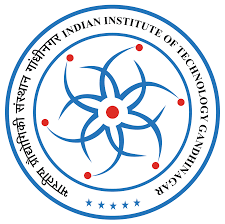 भारतीय प्रौद्योगिकी संस्थान गांधीनगर
INDIAN INSTITUTE OF TECHNOLOGY GANDHINAGAR